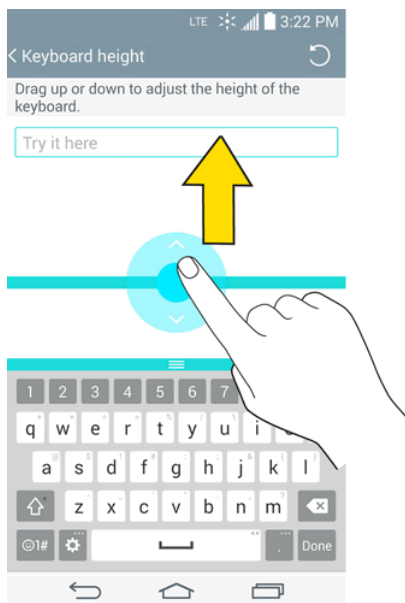 LTE 3:22 PM
< Keyboard height
Drag up or down to adjust the height of the
keyboard.
Try it here
1 2 3 4 5 6 7
q w e r t y u i
a s d f g h j k l
z x c v b n m
1# . Done